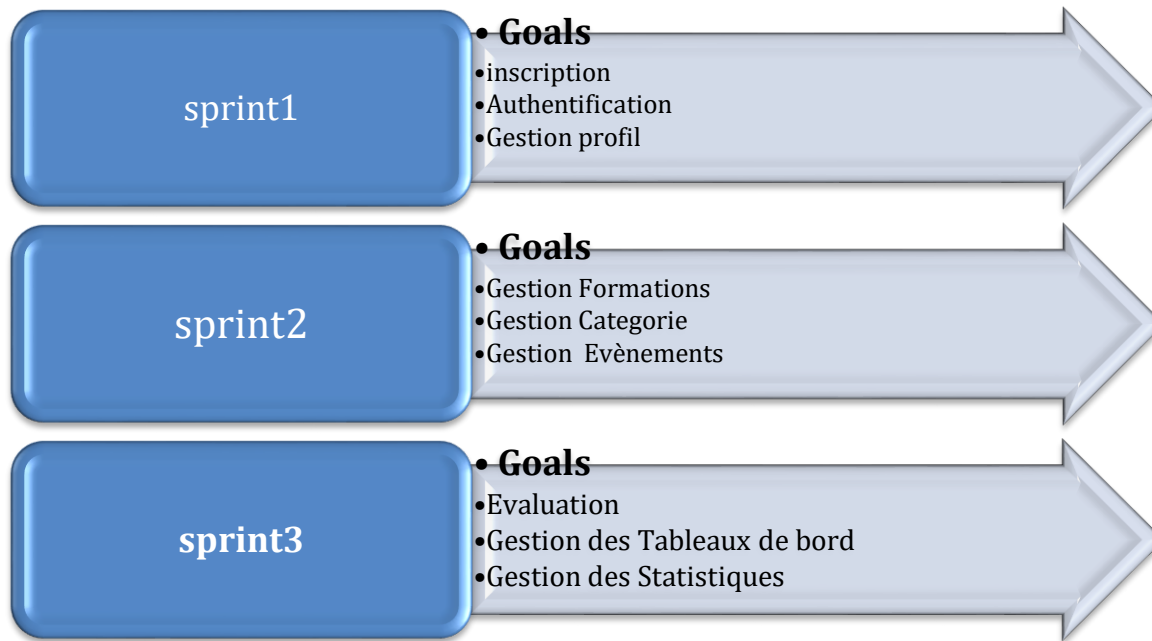 sprint1
• Goals
•inscription
•Authentification
•Gestion profil
sprint2
• Goals
•Gestion Formations
•Gestion Categorie
•Gestion  Evènements
sprint3
• Goals
•Evaluation
•Gestion des Tableaux de bord
•Gestion des Statistiques